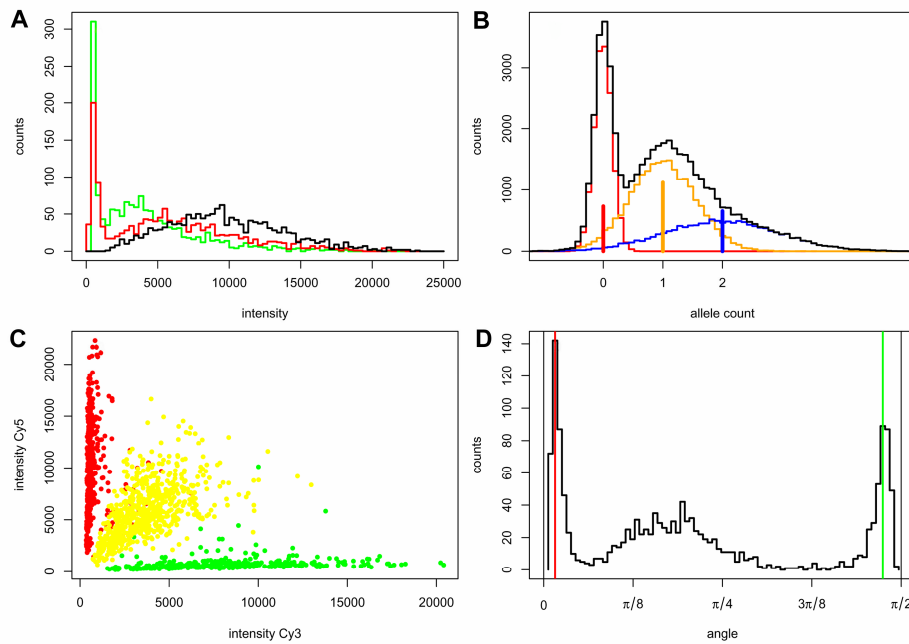 A
counts
0 50 100 150 200 250 300
0 5000 10000 15000 20000 25000
intensity
B
counts
0 1000 3000
0 1 2
allele count
C
intensity Cy5
0 5000 10000 15000 20000
0 5000 10000 15000 20000
intensity Cy3
D
counts
0 20 40 60 80 100 120 140
0 π/8 π/4 3π/8 π/2
angle